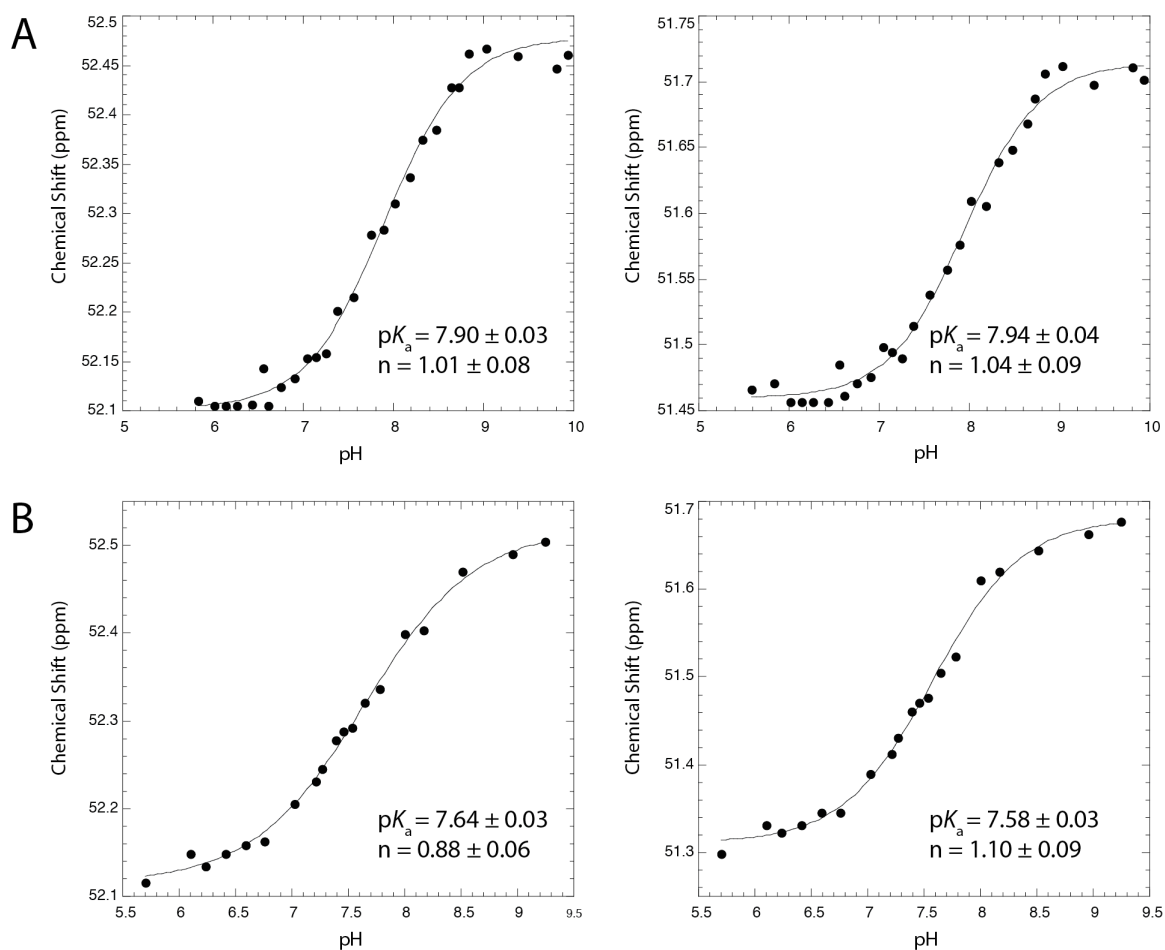 A
52.5
52.45
52.4
52.35
52.3
52.25
52.2
52.15
52.1
Chemical Shift (ppm)
pKa = 7.90 ± 0.03
n = 1.01 ± 0.08
5 6 7 8 9 10
pH
51.75
51.7
51.65
51.6
51.55
51.5
51.45
Chemical Shift (ppm)
pKa = 7.94 ± 0.04
n = 1.04 ± 0.09
5 6 7 8 9 10
pH
B
52.5
52.4
52.3
52.2
52.1
Chemical Shift (ppm)
pKa = 7.64 ± 0.03
n = 0.88 ± 0.06
5.5 6 6.5 7 7.5 8 8.5 9 9.5
pH
51.7
51.6
51.5
51.4
51.3
Chemical Shift (ppm)
pKa = 7.58 ± 0.03
n = 1.10 ± 0.09
5.5 6 6.5 7 7.5 8 8.5 9 9.5
pH